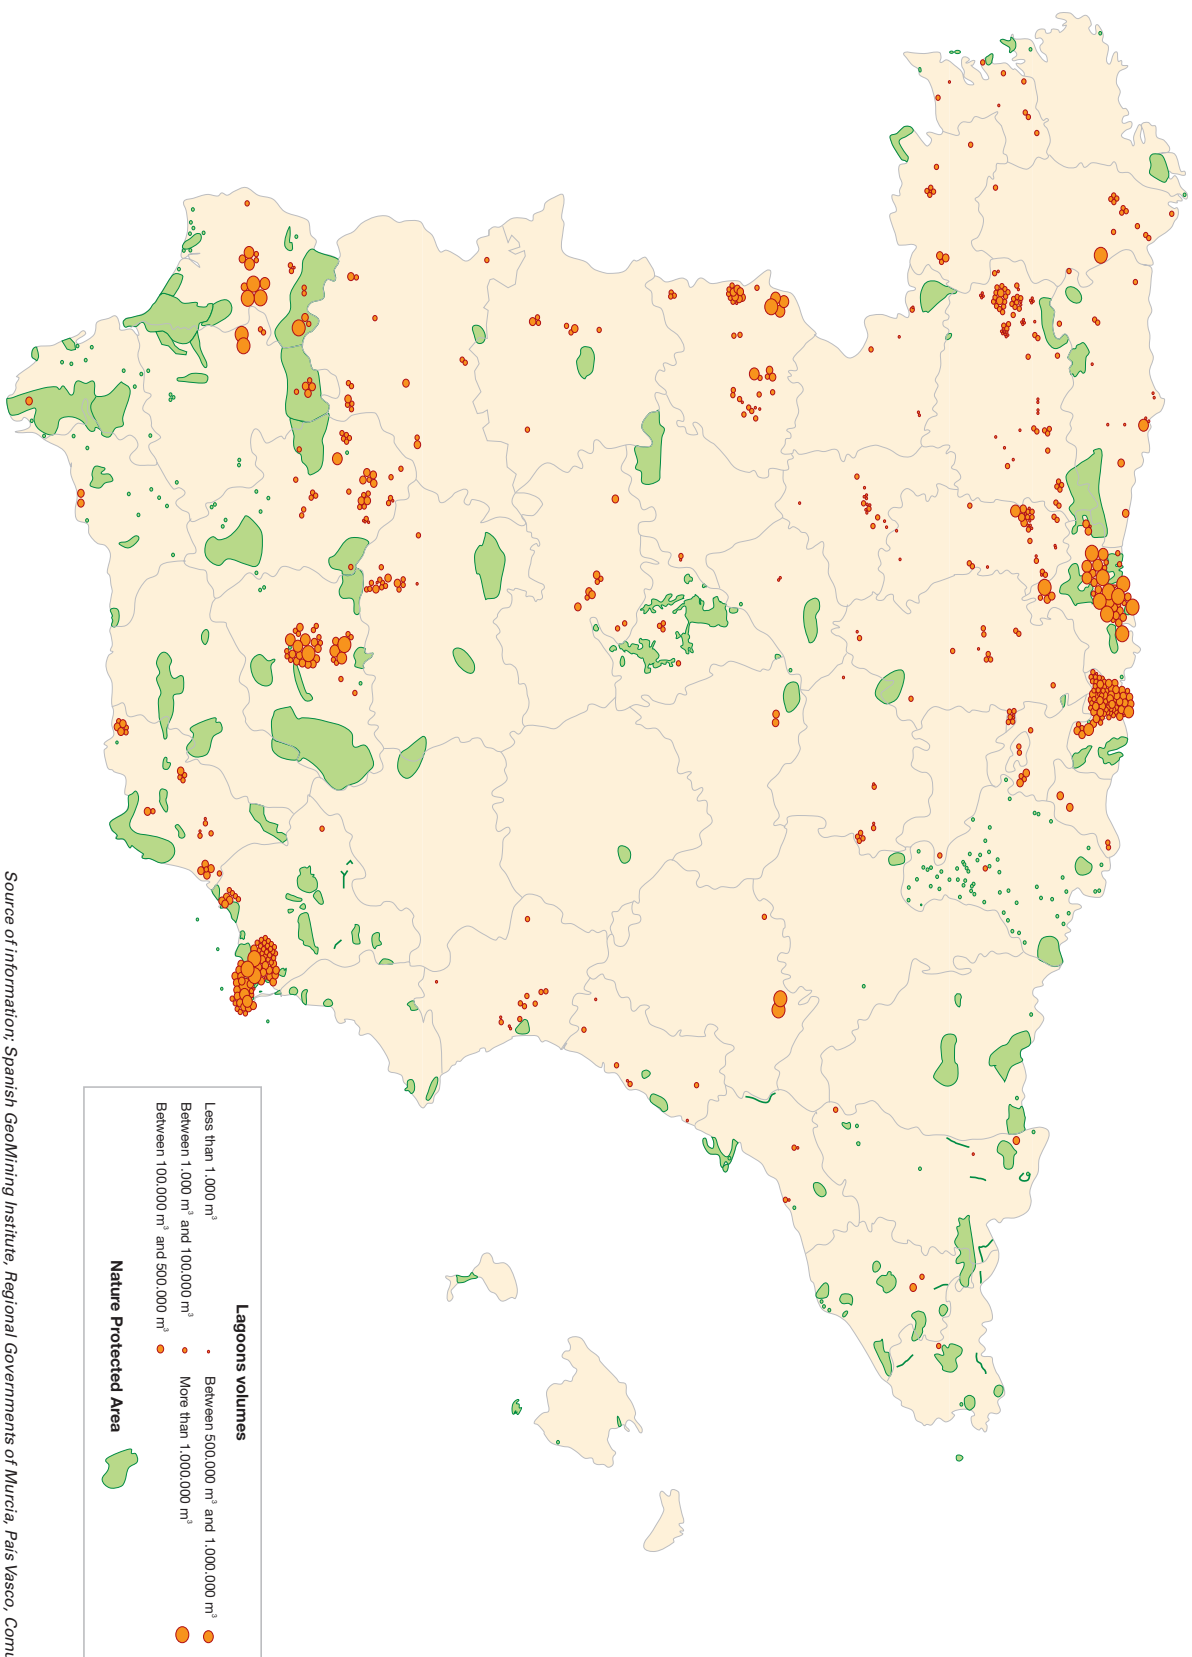 Lagoons volumes
Less than 1.000 m³
Between 500.000 m³ and 1.000.000 m³
Between 1.000 m³ and 100.000 m³
More than 1.000.000 m³
Between 100.000 m³ and 500.000 m³
Nature Protected Area
Source of information; Spanish GeoMining Institute, Regional Governments of Murcia, País Vasco,